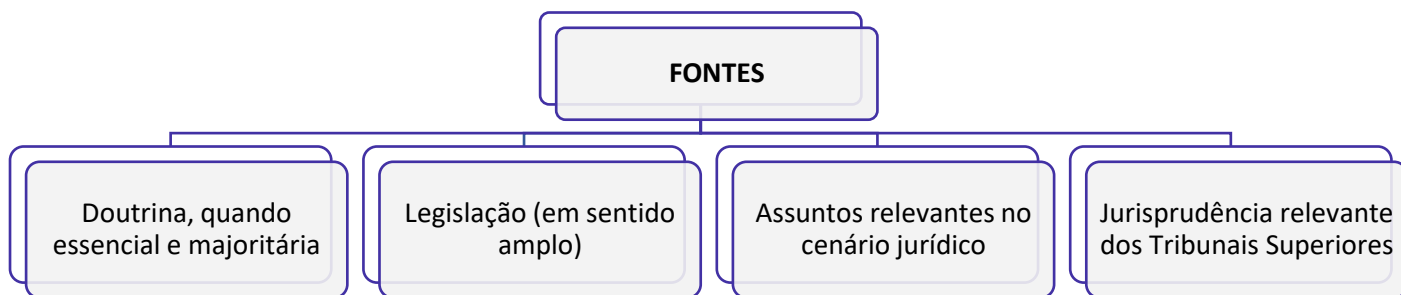 FONTES
Doutrina, quando
essencial e majoritária
Legislação (em sentido
amplo)
Assuntos relevantes no
cenário jurídico
Jurisprudência relevante
dos Tribunais Superiores